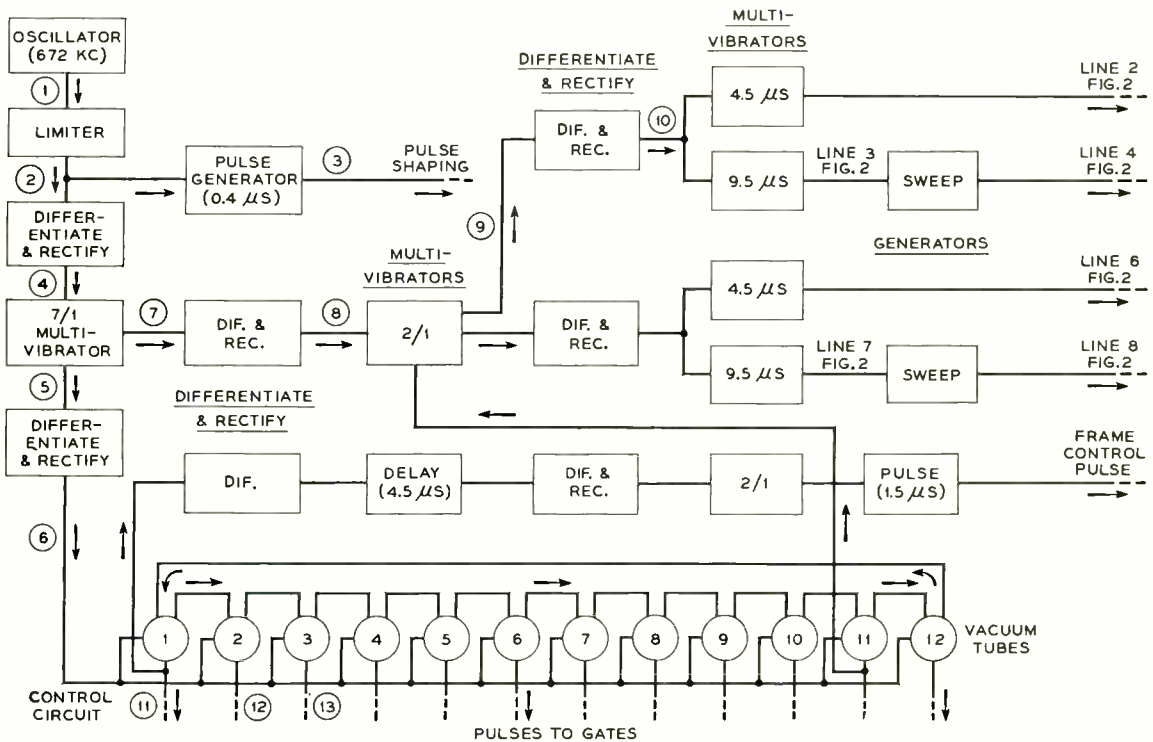 OSCILLATOR
(672 KC)
1
LIMITER
2
DIFFER-
ENTIATE
& RECTIFY
4
7/1
MULTI-
VIBRATOR
5
DIFFER-
ENTIATE
& RECTIFY
6
PULSE
GENERATOR
(0.4 µS)
3
PULSE
SHAPING
7
DIF. &
REC.
8
MULTI-
VIBRATORS
2/1
9
DIFFERENTIATE
& RECTIFY
DIF. &
REC.
10
MULTI-
VIBRATORS
4.5 µS
LINE 2
FIG.2
9.5 µS
LINE 3
FIG.2
SWEEP
LINE 4
FIG.2
GENERATORS
DIF. &
REC.
4.5 µS
LINE 6
FIG.2
9.5 µS
LINE 7
FIG.2
SWEEP
LINE 8
FIG.2
DIFFERENTIATE
& RECTIFY
DIF.
DELAY
(4.5 µS)
DIF. &
REC.
2/1
PULSE
(1.5 µS)
FRAME
CONTROL
PULSE
1 2 3 4 5 6 7 8 9 10 11 12
VACUUM
TUBES
CONTROL
CIRCUIT
11 12 13
PULSES TO GATES